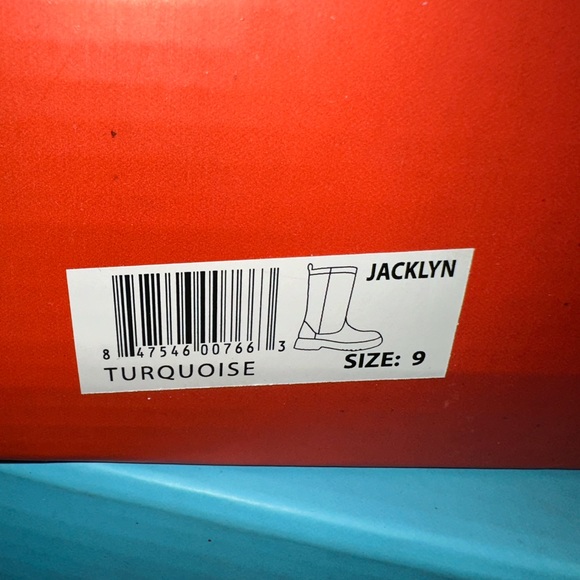 JACKLYN
8 47546 00766 3
TURQUOISE
SIZE: 9